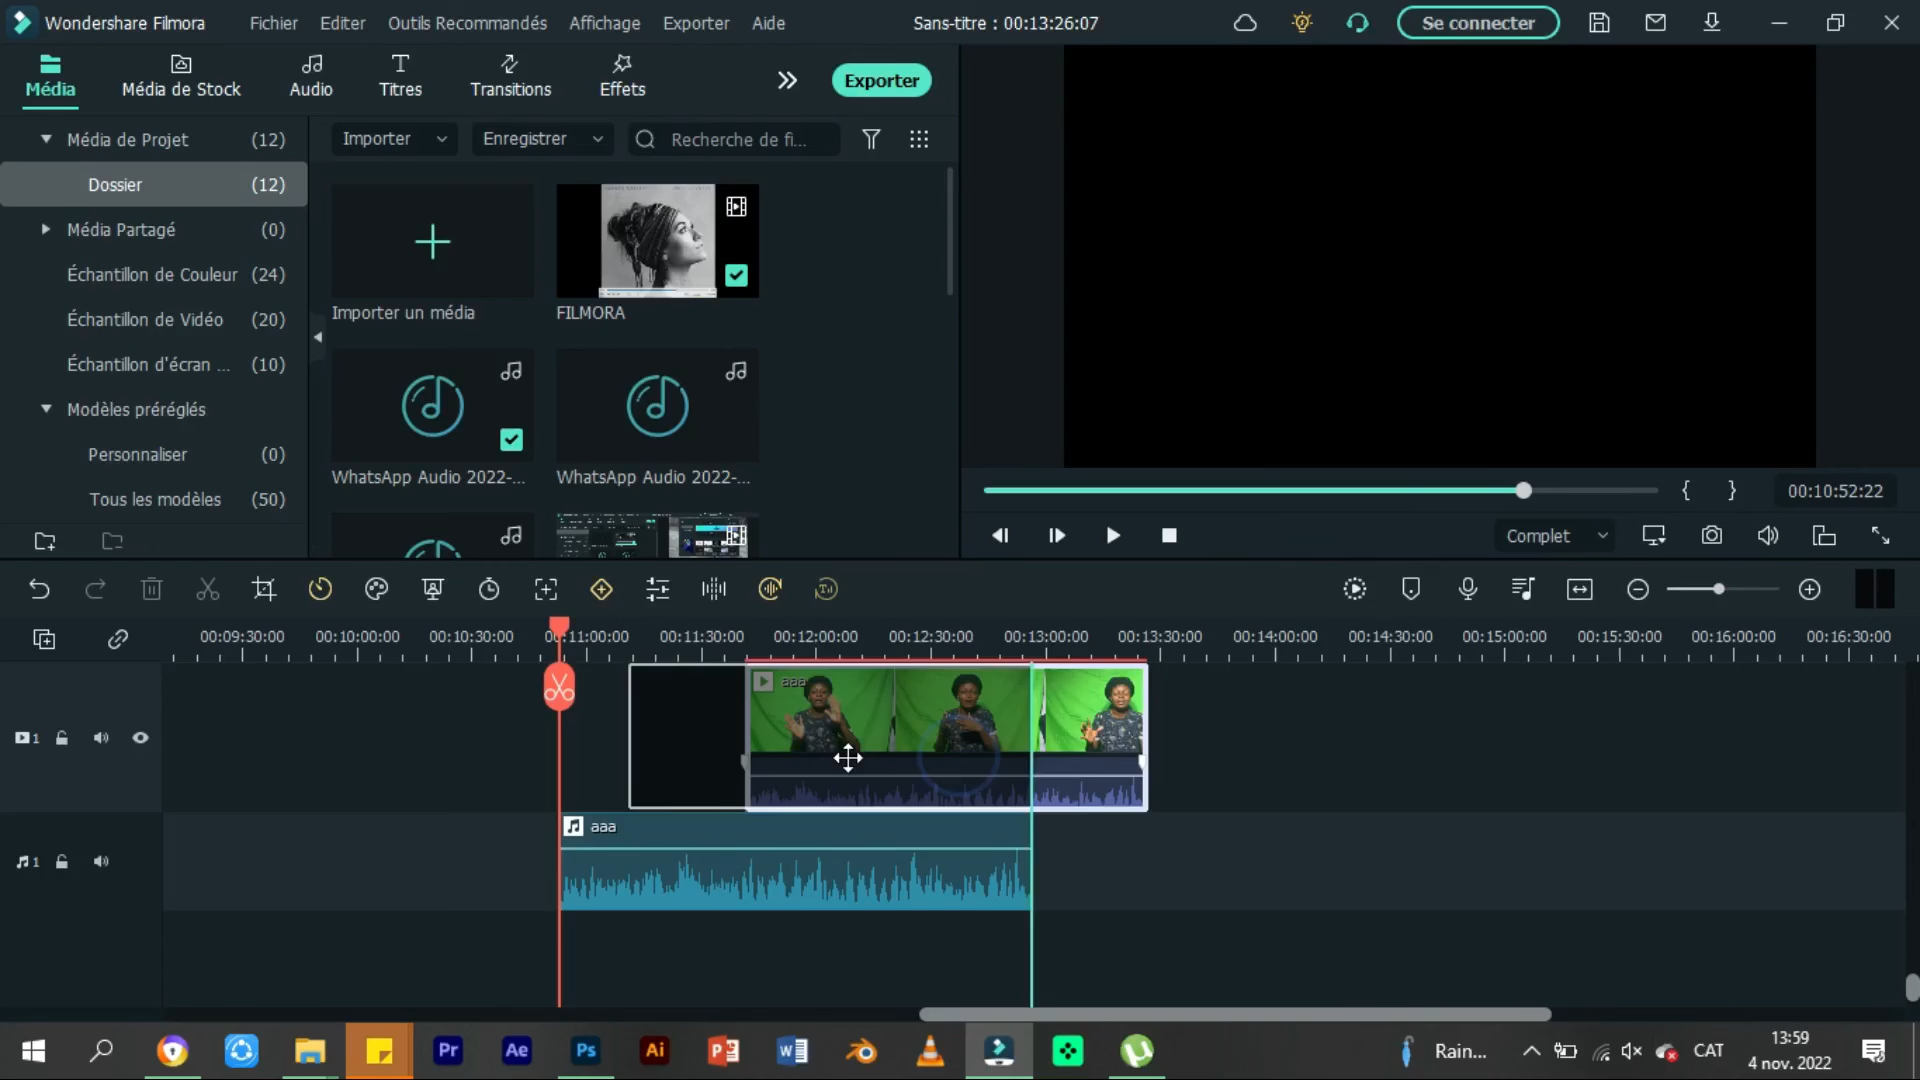 Wondershare Filmora
Fichier
Editer
Outils Recommandés
Affichage
Exporter
Aide
Sans-titre : 00:13:26:07
Se connecter
Média
Média de Stock
Audio
Titres
Transitions
Effets
Exporter
Média de Projet (12)
Dossier (12)
Média Partagé (0)
Échantillon de Couleur (24)
Échantillon de Vidéo (20)
Échantillon d'écran ... (10)
Modèles préréglés
Personnaliser (0)
Tous les modèles (50)
Importer
Enregistrer
Recherche de fi...
Importer un média
FILMORA
WhatsApp Audio 2022-...
WhatsApp Audio 2022-...
00:10:52:22
Complet
00:09:30:00 00:10:00:00 00:10:30:00 00:11:00:00 00:11:30:00 00:12:00:00 00:12:30:00 00:13:00:00 00:13:30:00 00:14:00:00 00:14:30:00 00:15:00:00 00:15:30:00 00:16:00:00 00:16:30:00
1
aaa
1
aaa
Pr
Ae
Ps
Ai
Rain...
CAT
13:59
4 nov. 2022